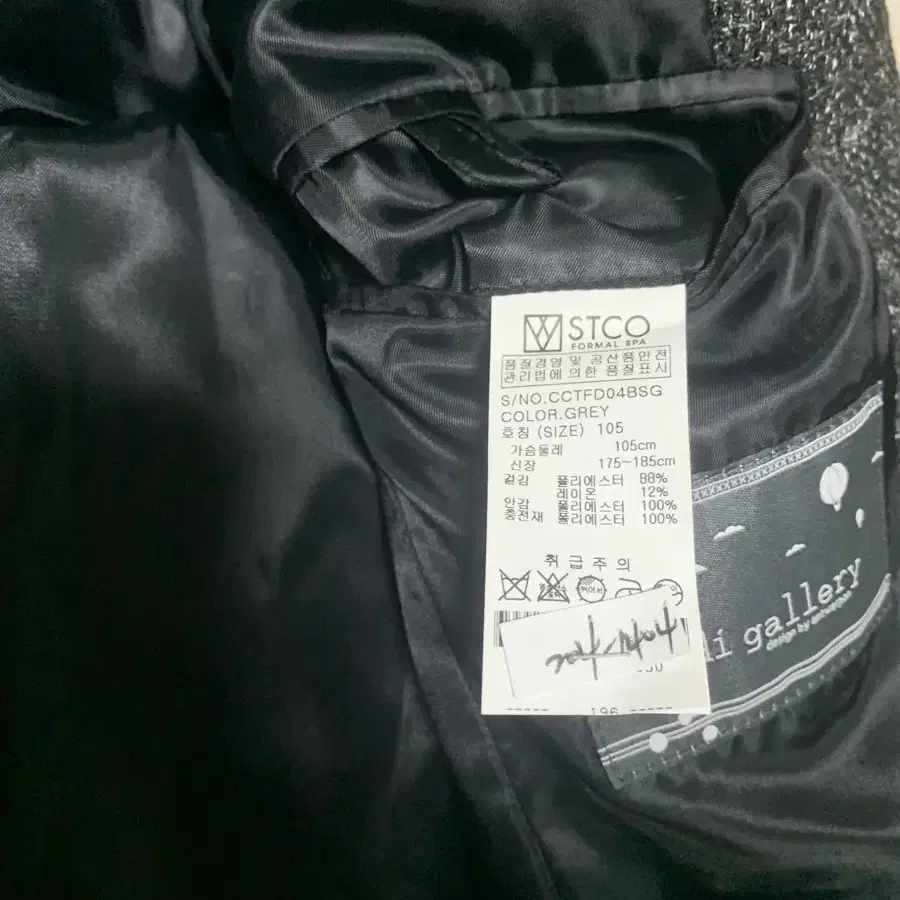 STCO
FORMAL SPA
품질경영 및 공산품안전
관리법에 의한 품질표시
S/NO.CCTFD04BSG
COLOR.GREY
호칭 (SIZE) 105
가슴둘레 105cm
신장 175~185cm
겉감 폴리에스터 88%
레이온 12%
안감 폴리에스터 100%
충전재 폴리에스터 100%
취급주의
gallery
design by
----- 196 -----